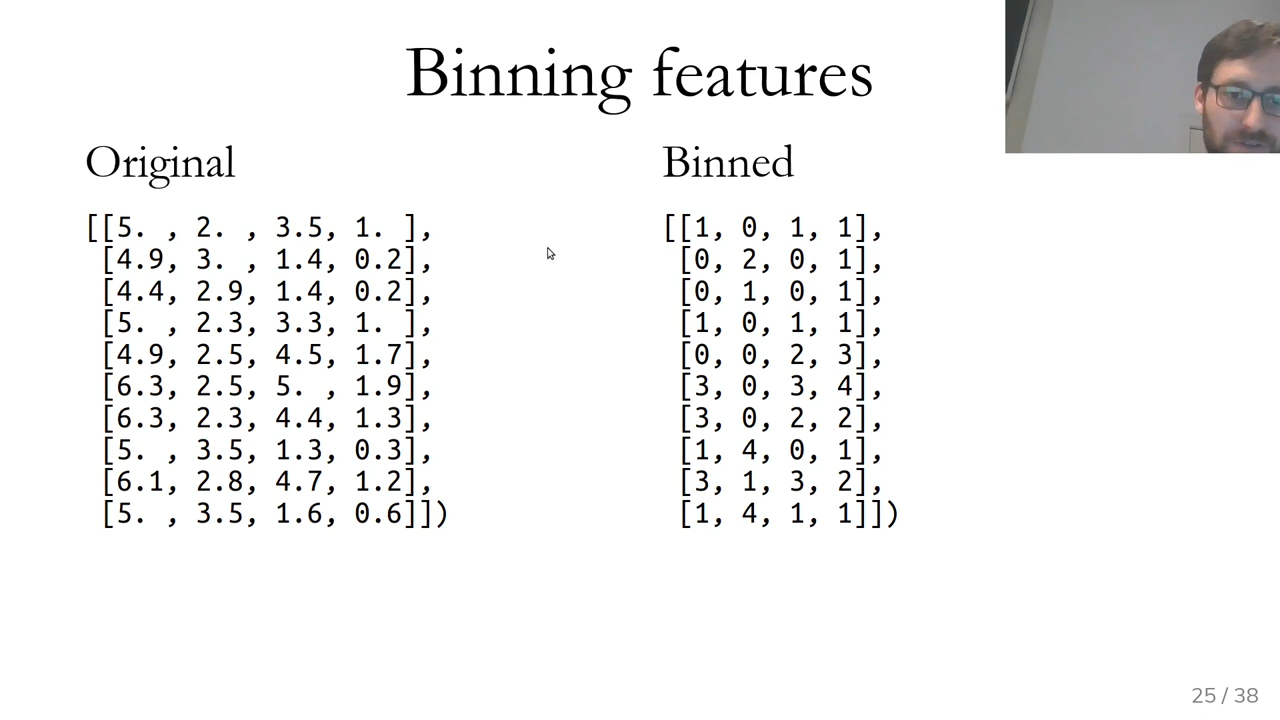 Binning features
Original
[[5. , 2. , 3.5, 1. ],
[4.9, 3. , 1.4, 0.2],
[4.4, 2.9, 1.4, 0.2],
[5. , 2.3, 3.3, 1. ],
[4.9, 2.5, 4.5, 1.7],
[6.3, 2.5, 5. , 1.9],
[6.3, 2.3, 4.4, 1.3],
[5. , 3.5, 1.3, 0.3],
[6.1, 2.8, 4.7, 1.2],
[5. , 3.5, 1.6, 0.6]])
Binned
[[1, 0, 1, 1],
[0, 2, 0, 1],
[0, 1, 0, 1],
[1, 0, 1, 1],
[0, 0, 2, 3],
[3, 0, 3, 4],
[3, 0, 2, 2],
[1, 4, 0, 1],
[3, 1, 3, 2],
[1, 4, 1, 1]])
25 / 38